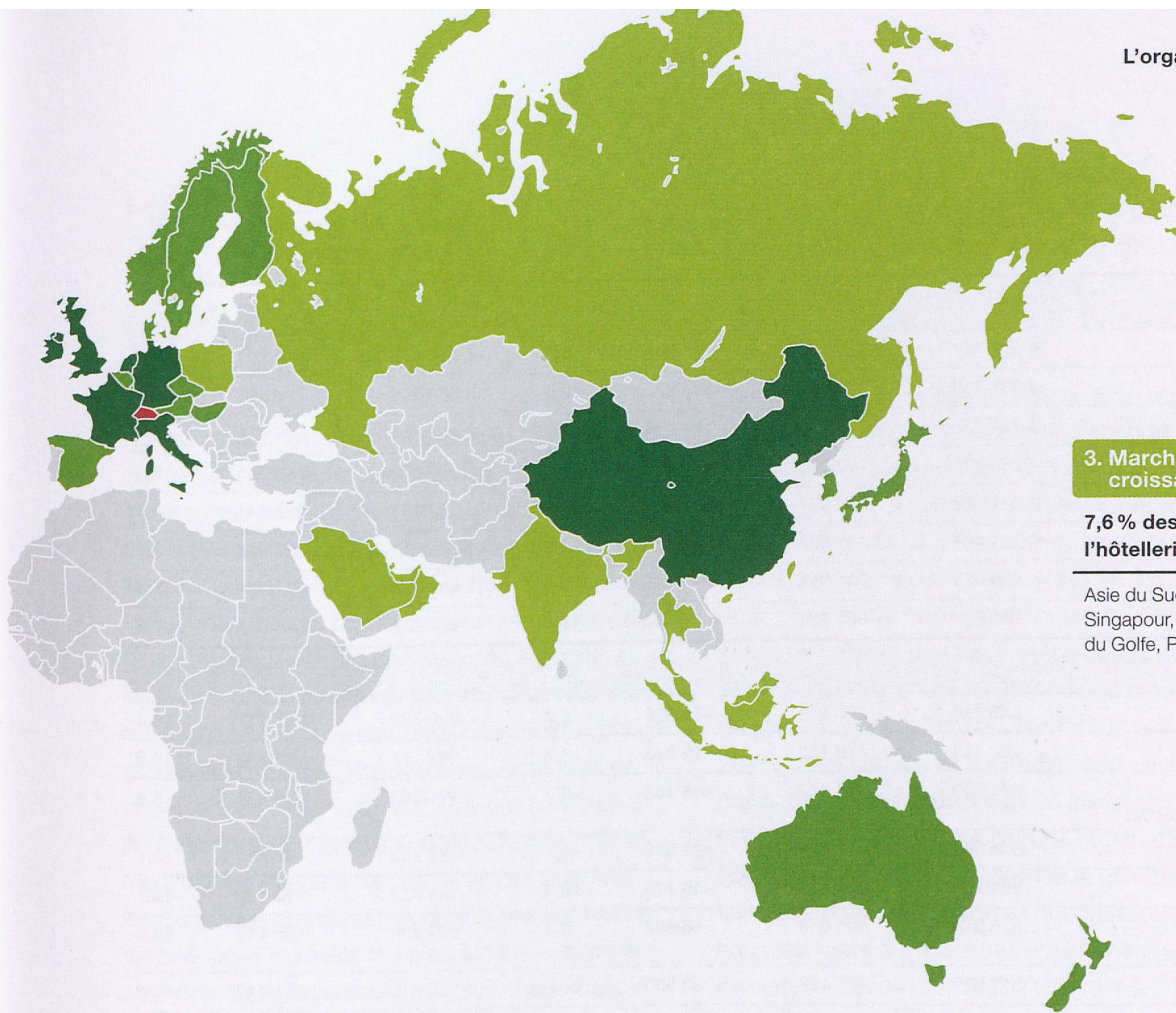 L'orga
3. March
croissa
7,6 % des
l'hôtelleri
Asie du Su
Singapour,
du Golfe, P